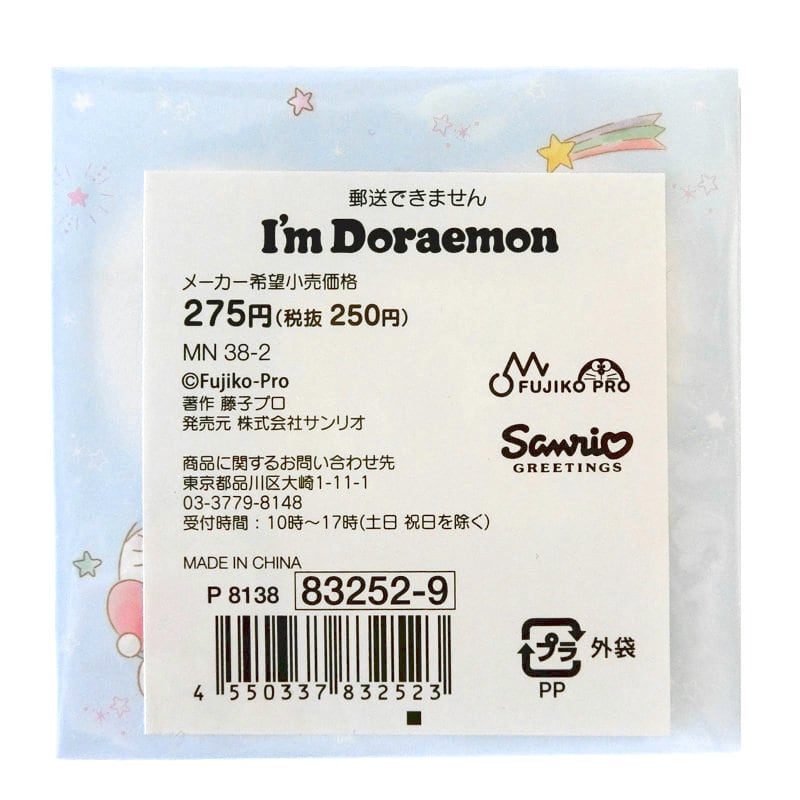 郵送できません
I'm Doraemon
メーカー希望小売価格
275円(税抜 250円)
MN 38-2
©Fujiko-Pro
著作 藤子プロ
発売元 株式会社サンリオ
FUJIKO PRO
Sanrio
GREETINGS
商品に関するお問い合わせ先
東京都品川区大崎1-11-1
03-3779-8148
受付時間：10時～17時(土日 祝日を除く)
MADE IN CHINA
P 8138 83252-9
4 550337 832523
プラ 外袋
PP